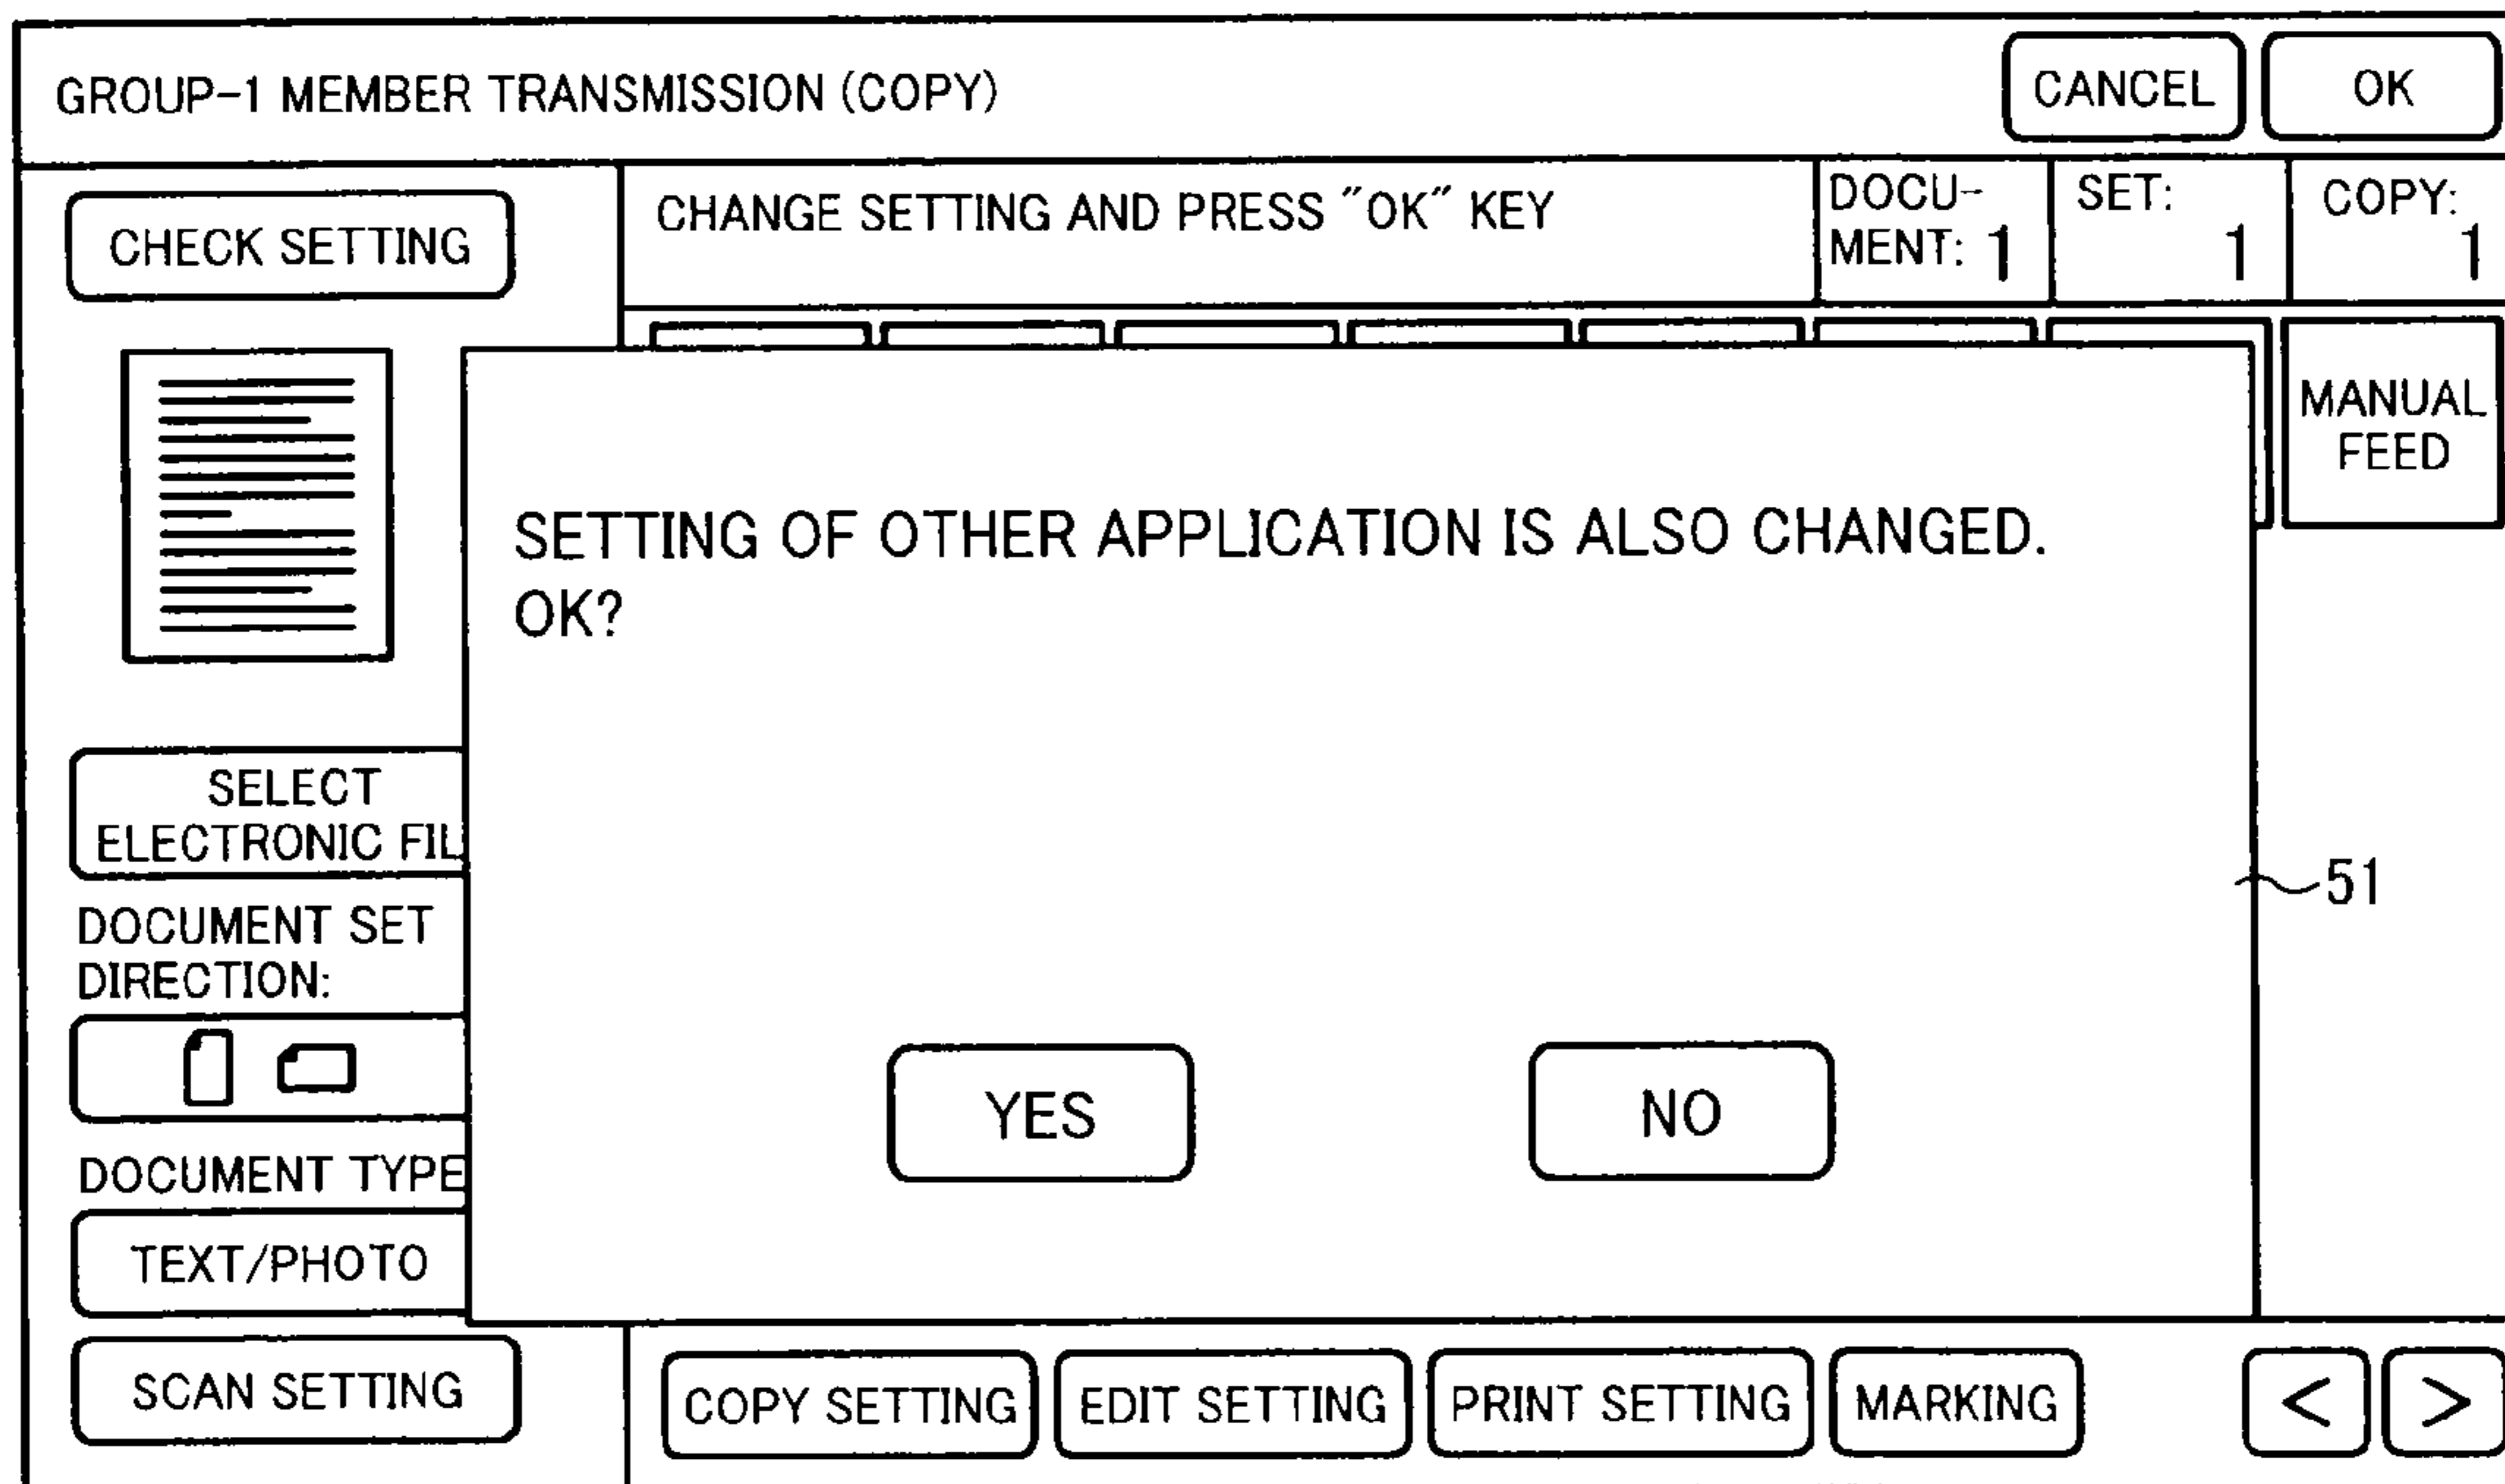 GROUP-1 MEMBER TRANSMISSION (COPY)
CANCEL
OK
CHECK SETTING
CHANGE SETTING AND PRESS "OK" KEY
DOCU-
MENT: 1
SET:
1
COPY:
1
MANUAL
FEED
SETTING OF OTHER APPLICATION IS ALSO CHANGED.
OK?
SELECT
ELECTRONIC FIL
51
DOCUMENT SET
DIRECTION:
YES
NO
DOCUMENT TYPE
TEXT/PHOTO
SCAN SETTING
COPY SETTING
EDIT SETTING
PRINT SETTING
MARKING
<
>